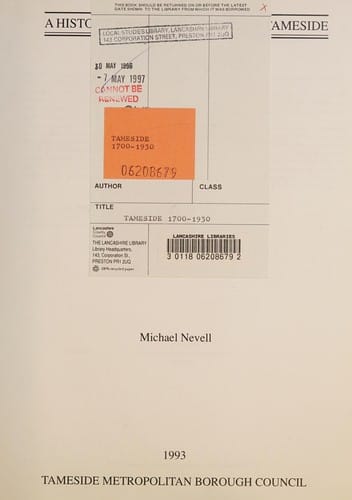 THIS BOOK SHOULD BE RETURNED ON OR BEFORE THE LATEST
DATE SHOWN TO THE LIBRARY FROM WHICH IT WAS BORROWED
A HISTO
TAMESIDE
LOCAL STUDIES LIBRARY, LANCASHIRE LIBRARY
143 CORPORATION STREET, PRESTON PR1 2UQ
30 MAY 1996
- 7 MAY 1997
CANNOT BE
RENEWED
TAMESIDE
1700-1930
06208679
AUTHOR CLASS
TITLE
TAMESIDE 1700-1930
Lancashire
County
Council
THE LANCASHIRE LIBRARY
Library Headquarters,
143, Corporation St.,
PRESTON PR1 2UQ
100% recycled paper
LANCASHIRE LIBRARIES
3 0118 06208679 2
Michael Nevell
1993
TAMESIDE METROPOLITAN BOROUGH COUNCIL